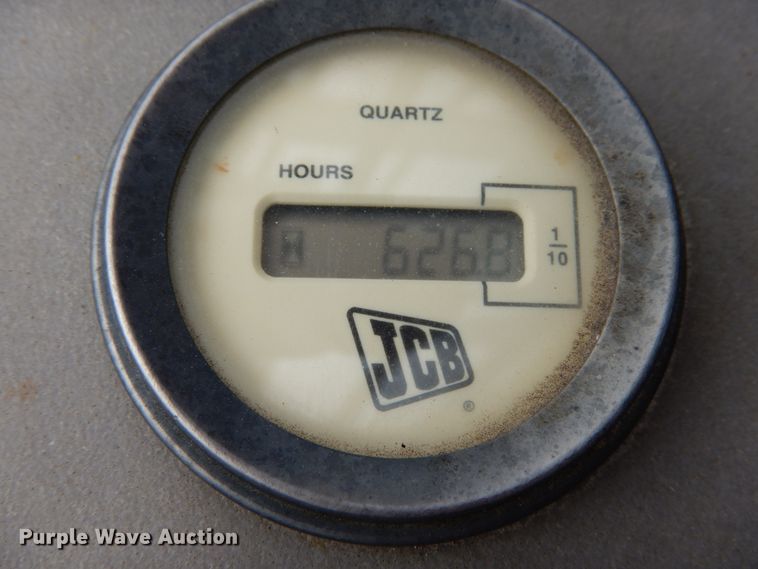 QUARTZ
HOURS
6268
1
10
JCB
®
Purple Wave Auction